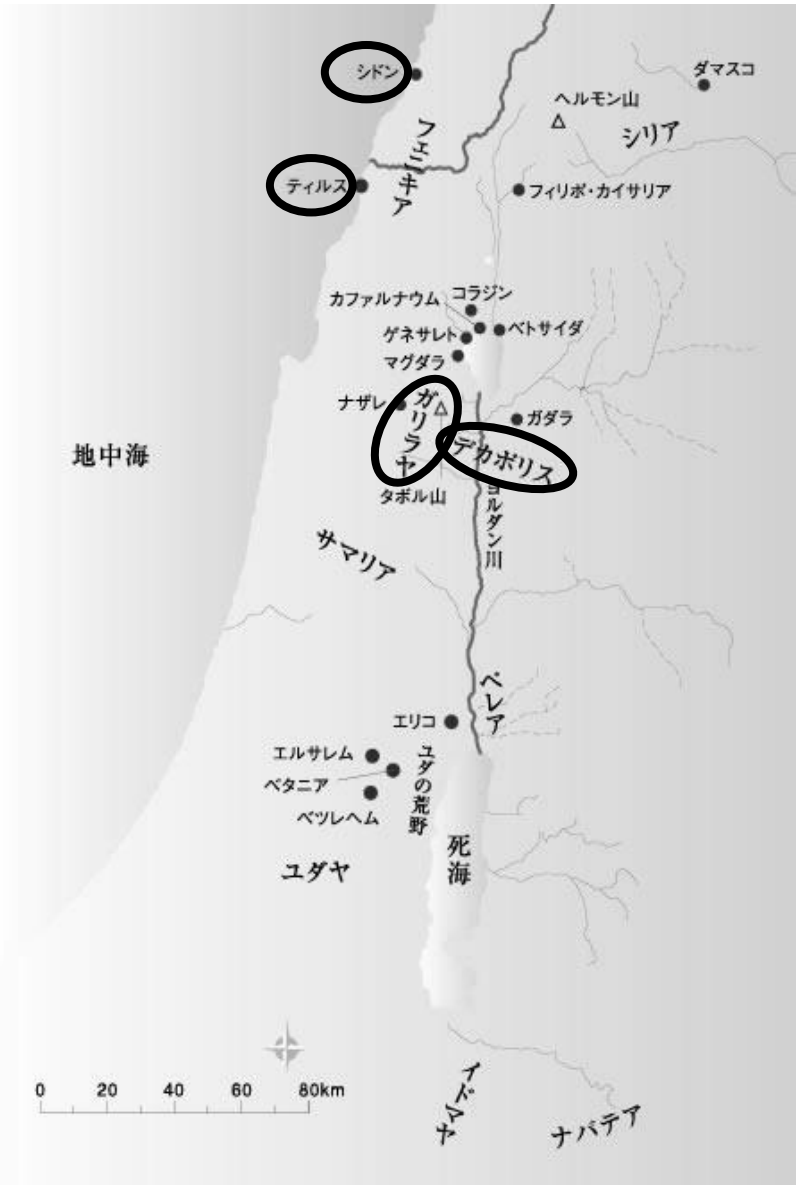 シドン
ダマスコ
ヘルモン山
シリア
フェニキア
ティルス
フィリポ・カイサリア
コラジン
カファルナウム
ベトサイダ
ゲネサレト
マグダラ
ナザレ
ガリラヤ
ガダラ
デカポリス
地中海
タボル山
ヨルダン川
サマリア
ペレア
エリコ
エルサレム
ベタニア
ユダの荒野
ベツレヘム
死海
ユダヤ
0 20 40 60 80km
イドマヤ
ナバテア